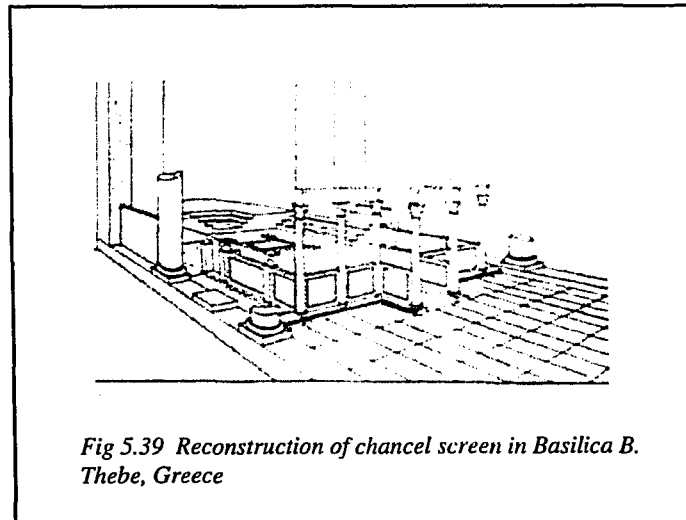 Fig 5.39 Reconstruction of chancel screen in Basilica B.
Thebe, Greece